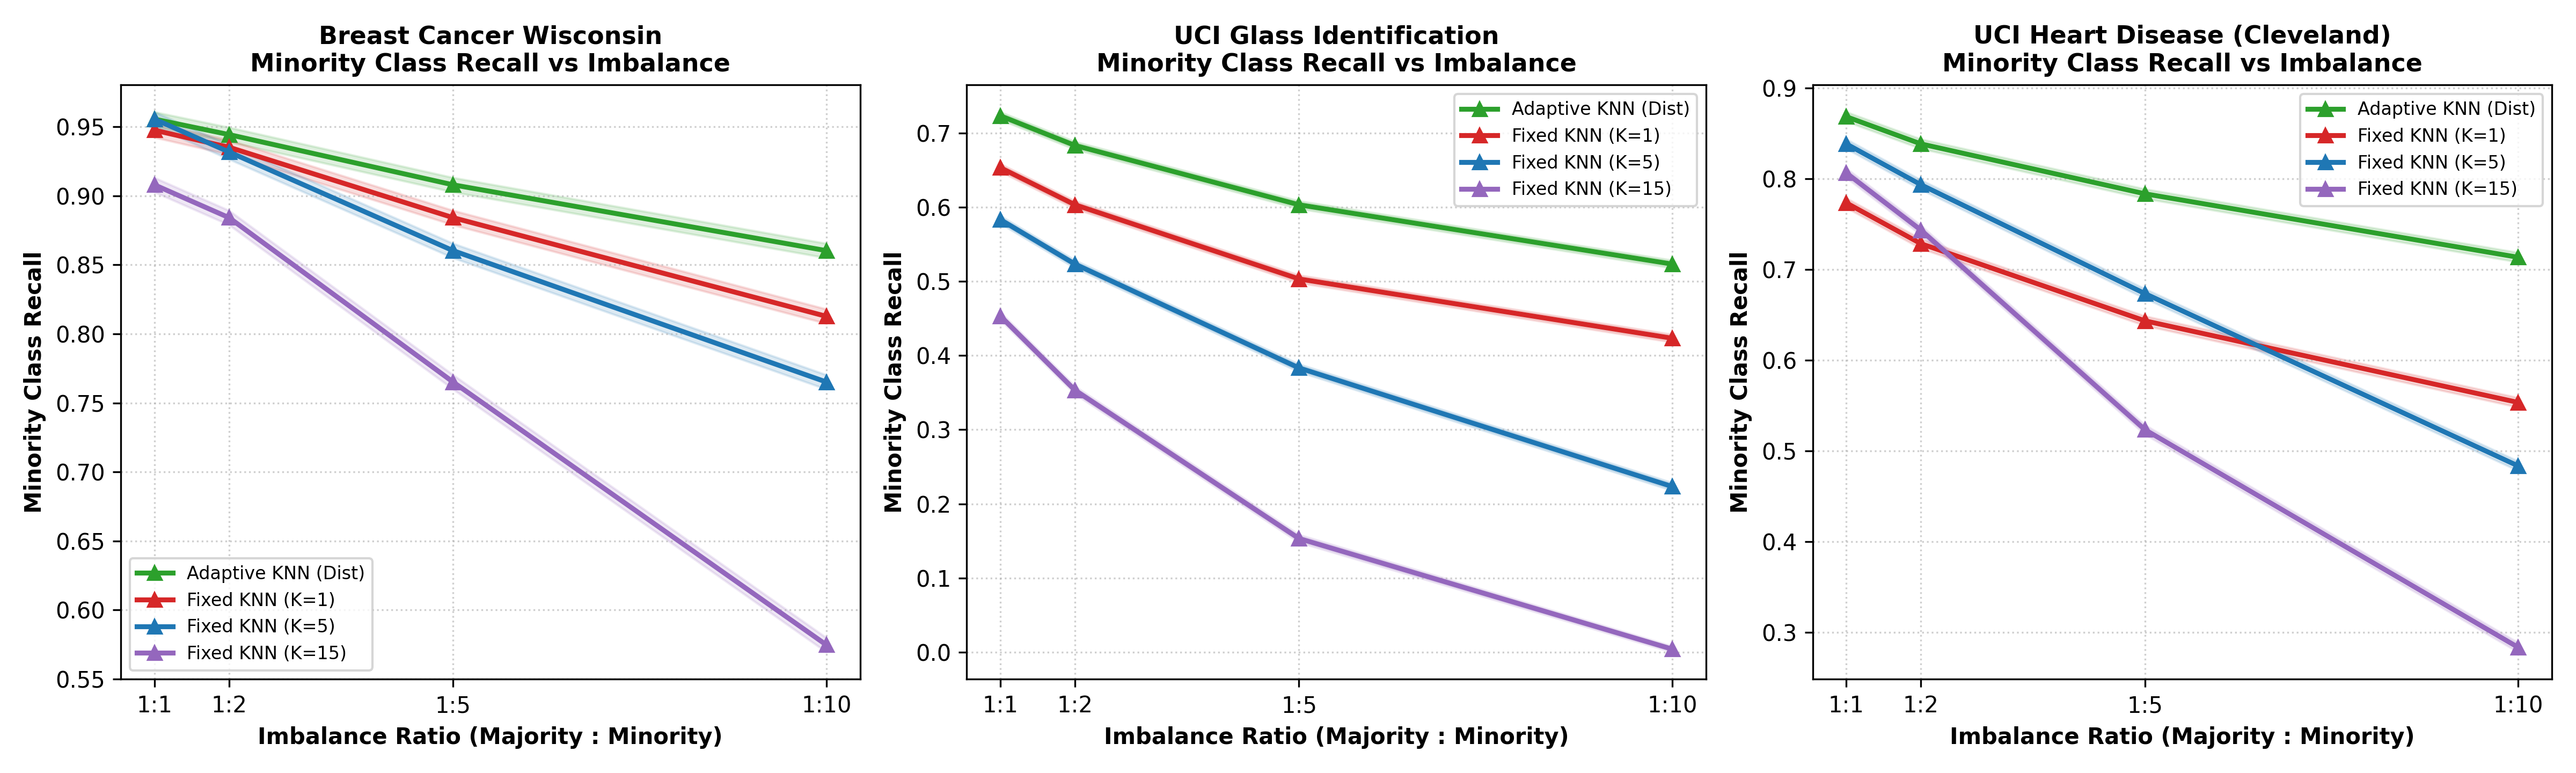 Breast Cancer Wisconsin
Minority Class Recall vs Imbalance
Minority Class Recall
0.95
0.90
0.85
0.80
0.75
0.70
0.65
0.60
0.55
Adaptive KNN (Dist)
Fixed KNN (K=1)
Fixed KNN (K=5)
Fixed KNN (K=15)
1:1
1:2
1:5
1:10
Imbalance Ratio (Majority : Minority)
UCI Glass Identification
Minority Class Recall vs Imbalance
Minority Class Recall
0.7
0.6
0.5
0.4
0.3
0.2
0.1
0.0
Adaptive KNN (Dist)
Fixed KNN (K=1)
Fixed KNN (K=5)
Fixed KNN (K=15)
1:1
1:2
1:5
1:10
Imbalance Ratio (Majority : Minority)
UCI Heart Disease (Cleveland)
Minority Class Recall vs Imbalance
Minority Class Recall
0.9
0.8
0.7
0.6
0.5
0.4
0.3
Adaptive KNN (Dist)
Fixed KNN (K=1)
Fixed KNN (K=5)
Fixed KNN (K=15)
1:1
1:2
1:5
1:10
Imbalance Ratio (Majority : Minority)